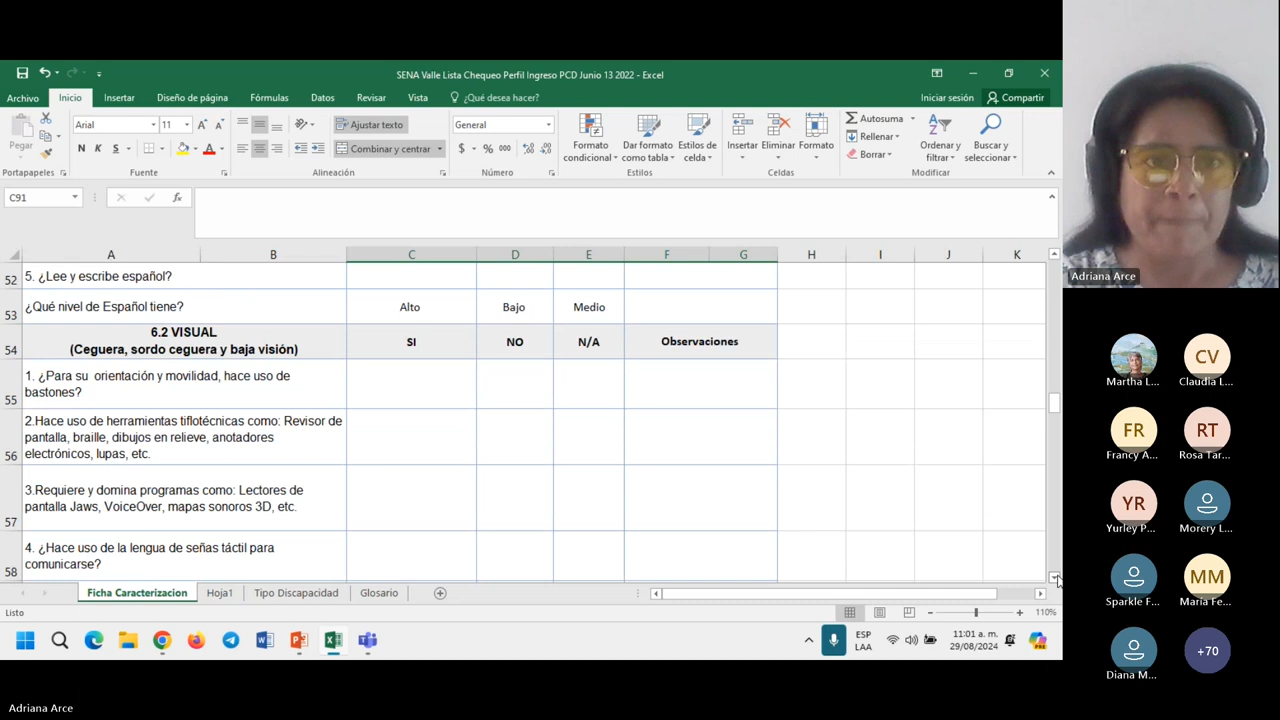 SENA Valle Lista Chequeo Perfil Ingreso PCD Junio 13 2022 - Excel
Archivo
Inicio
Insertar
Diseño de página
Fórmulas
Datos
Revisar
Vista
¿Qué desea hacer?
Iniciar sesión
Compartir
Pegar
Portapapeles
Arial
11
N K S
Fuente
Ajustar texto
Combinar y centrar
Alineación
General
$ % 000
Número
Formato
condicional
Dar formato
como tabla
Estilos de
celda
Estilos
Insertar
Eliminar
Formato
Celdas
Autosuma
Rellenar
Borrar
Ordenar y
filtrar
Buscar y
seleccionar
Modificar
C91
fx
A B C D E F G H I J K
52 5. ¿Lee y escribe español?
53 ¿Qué nivel de Español tiene? Alto Bajo Medio
6.2 VISUAL
54 (Ceguera, sordo ceguera y baja visión) SI NO N/A Observaciones
1. ¿Para su orientación y movilidad, hace uso de
55 bastones?
2.Hace uso de herramientas tiflotécnicas como: Revisor de
pantalla, braille, dibujos en relieve, anotadores
56 electrónicos, lupas, etc.
3.Requiere y domina programas como: Lectores de
pantalla Jaws, VoiceOver, mapas sonoros 3D, etc.
57
4. ¿Hace uso de la lengua de señas táctil para
58 comunicarse?
Ficha Caracterizacion
Hoja1
Tipo Discapacidad
Glosario
Listo
110%
ESP
LAA
11:01 a. m.
29/08/2024
PRE
Adriana Arce
Martha L...
CV
Claudia L...
FR
Francy A...
RT
Rosa Tar...
YR
Yurley P...
Morery L...
Sparkle F...
MM
Maria Fe...
Diana M...
+70
Adriana Arce